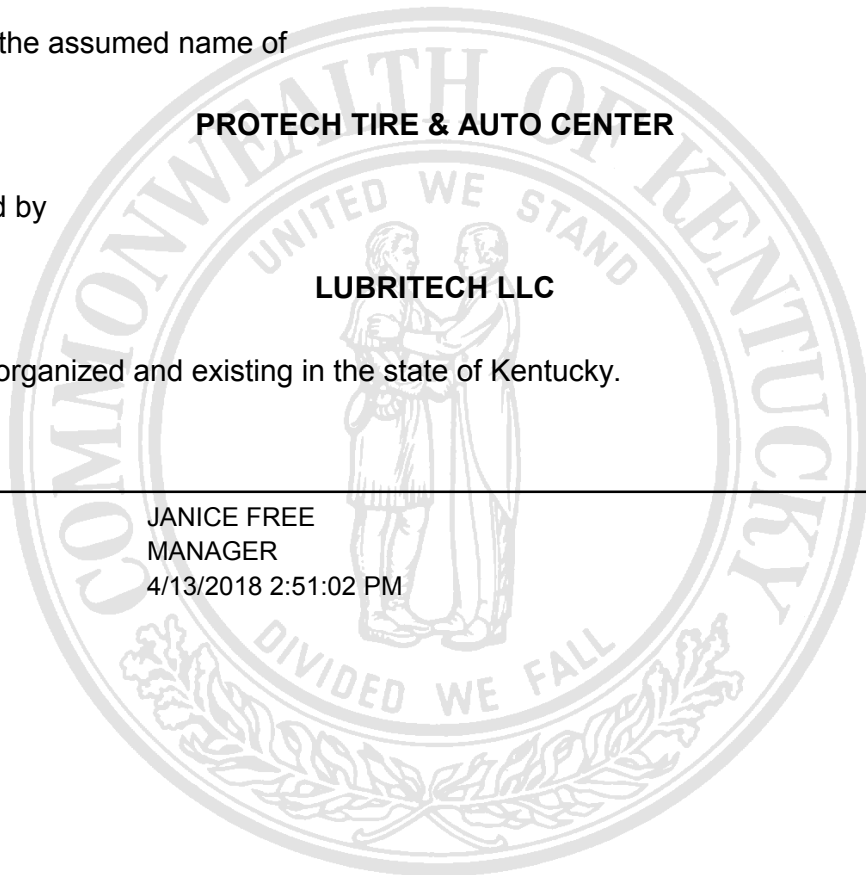 the assumed name of
PROTECH TIRE & AUTO CENTER
d by
LUBRITECH LLC
organized and existing in the state of Kentucky.
JANICE FREE
MANAGER
4/13/2018 2:51:02 PM
COMMONWEALTH OF KENTUCKY
UNITED WE STAND
DIVIDED WE FALL